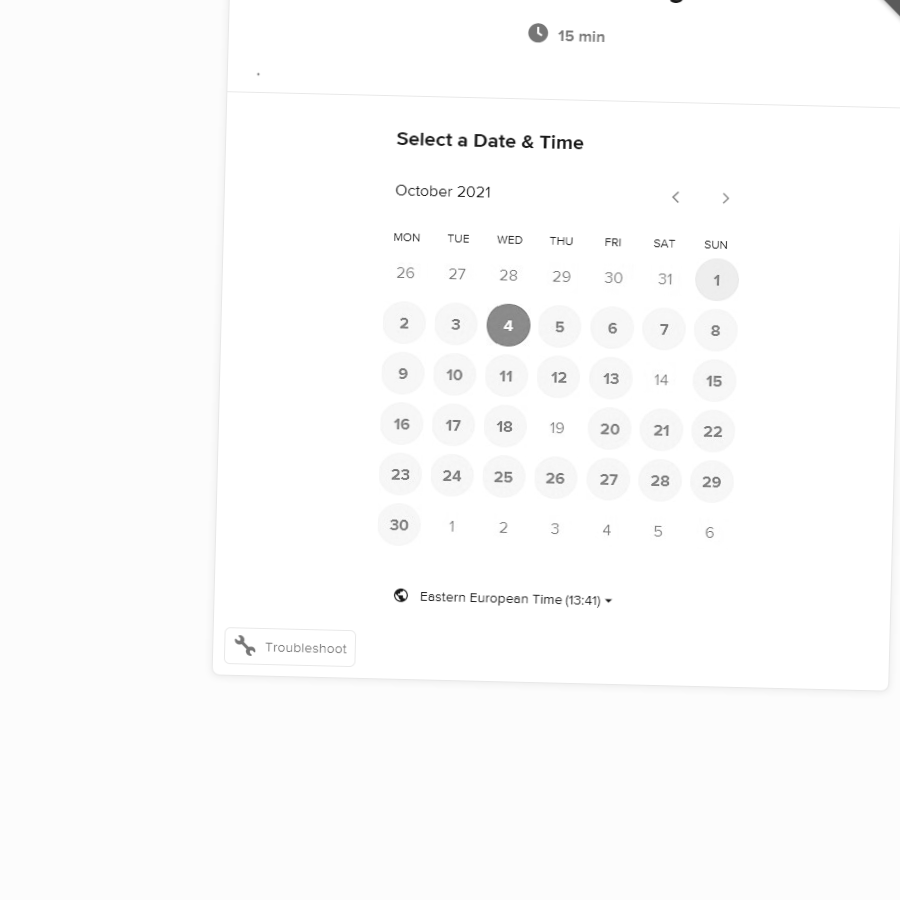 15 min
.
Select a Date & Time
October 2021
MON TUE WED THU FRI SAT SUN
26 27 28 29 30 31 1
2 3 4 5 6 7 8
9 10 11 12 13 14 15
16 17 18 19 20 21 22
23 24 25 26 27 28 29
30 1 2 3 4 5 6
Eastern European Time (13:41)
Troubleshoot